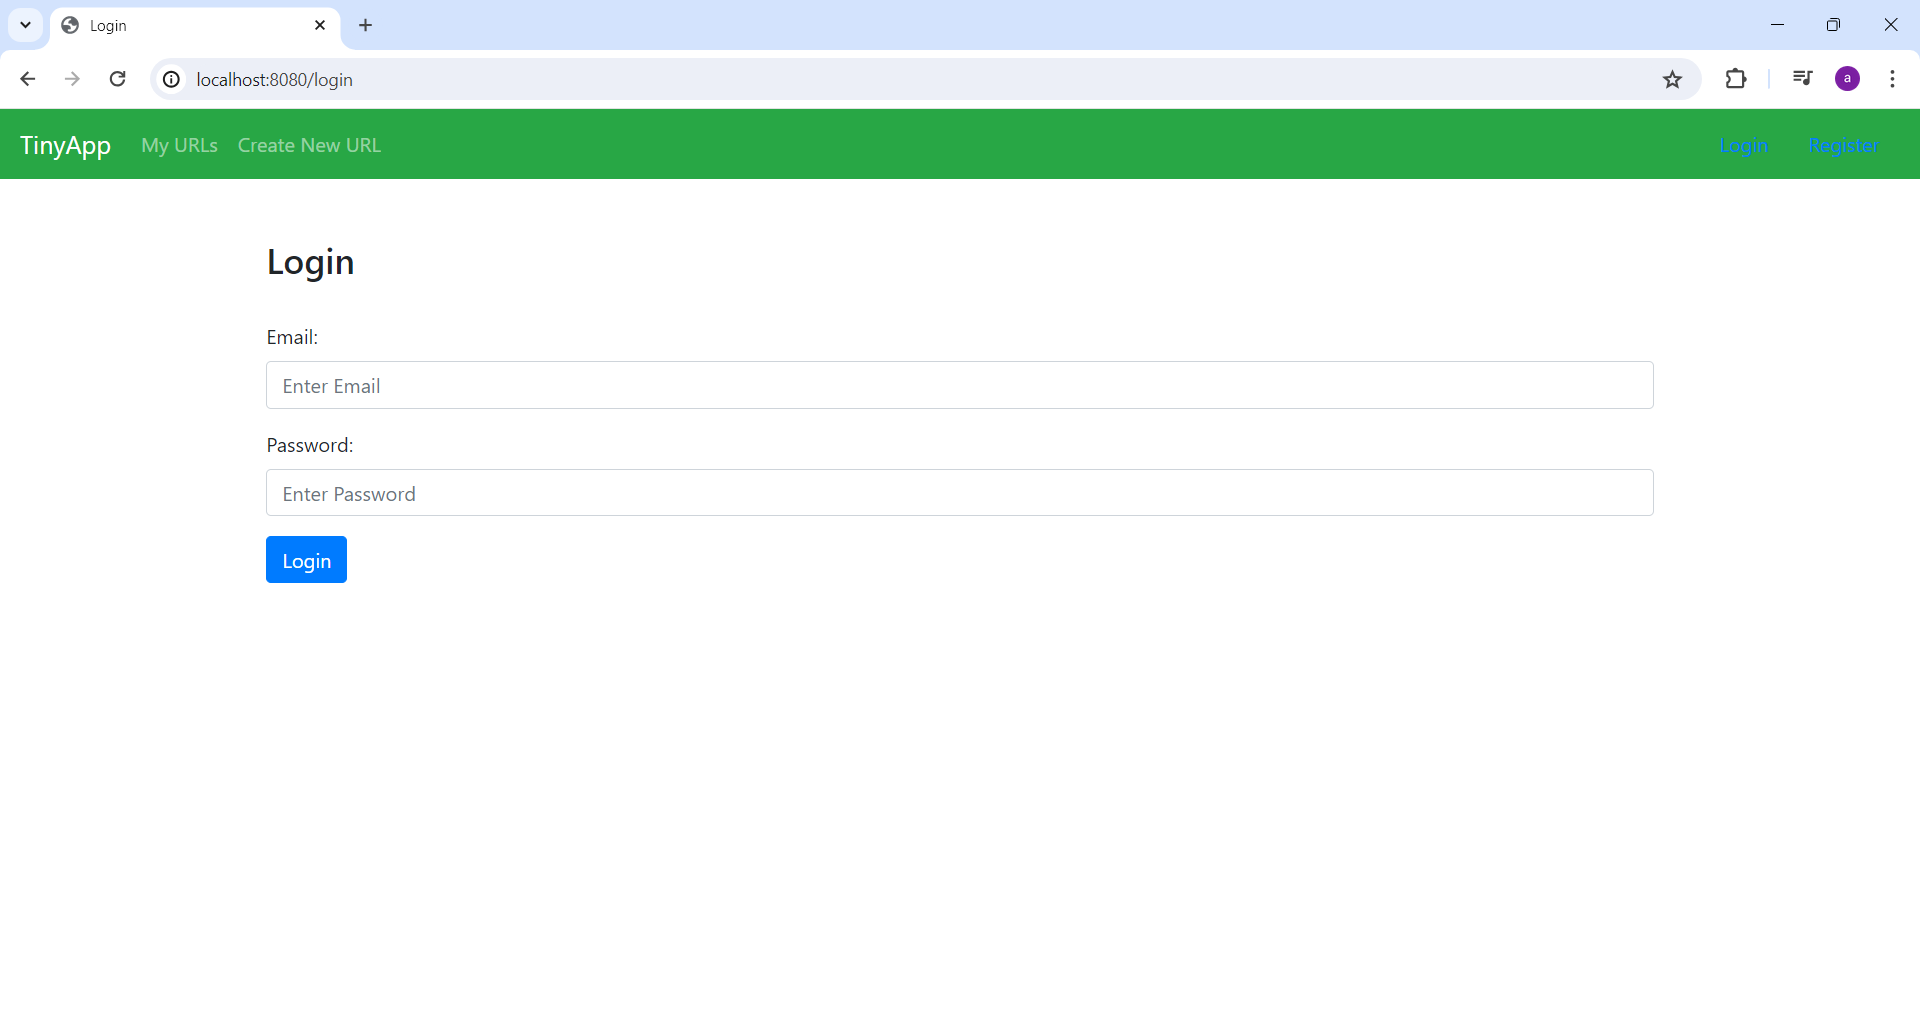 Login
localhost:8080/login
a
TinyApp My URLs Create New URL Login Register
Login
Email:
Enter Email
Password:
Enter Password
Login